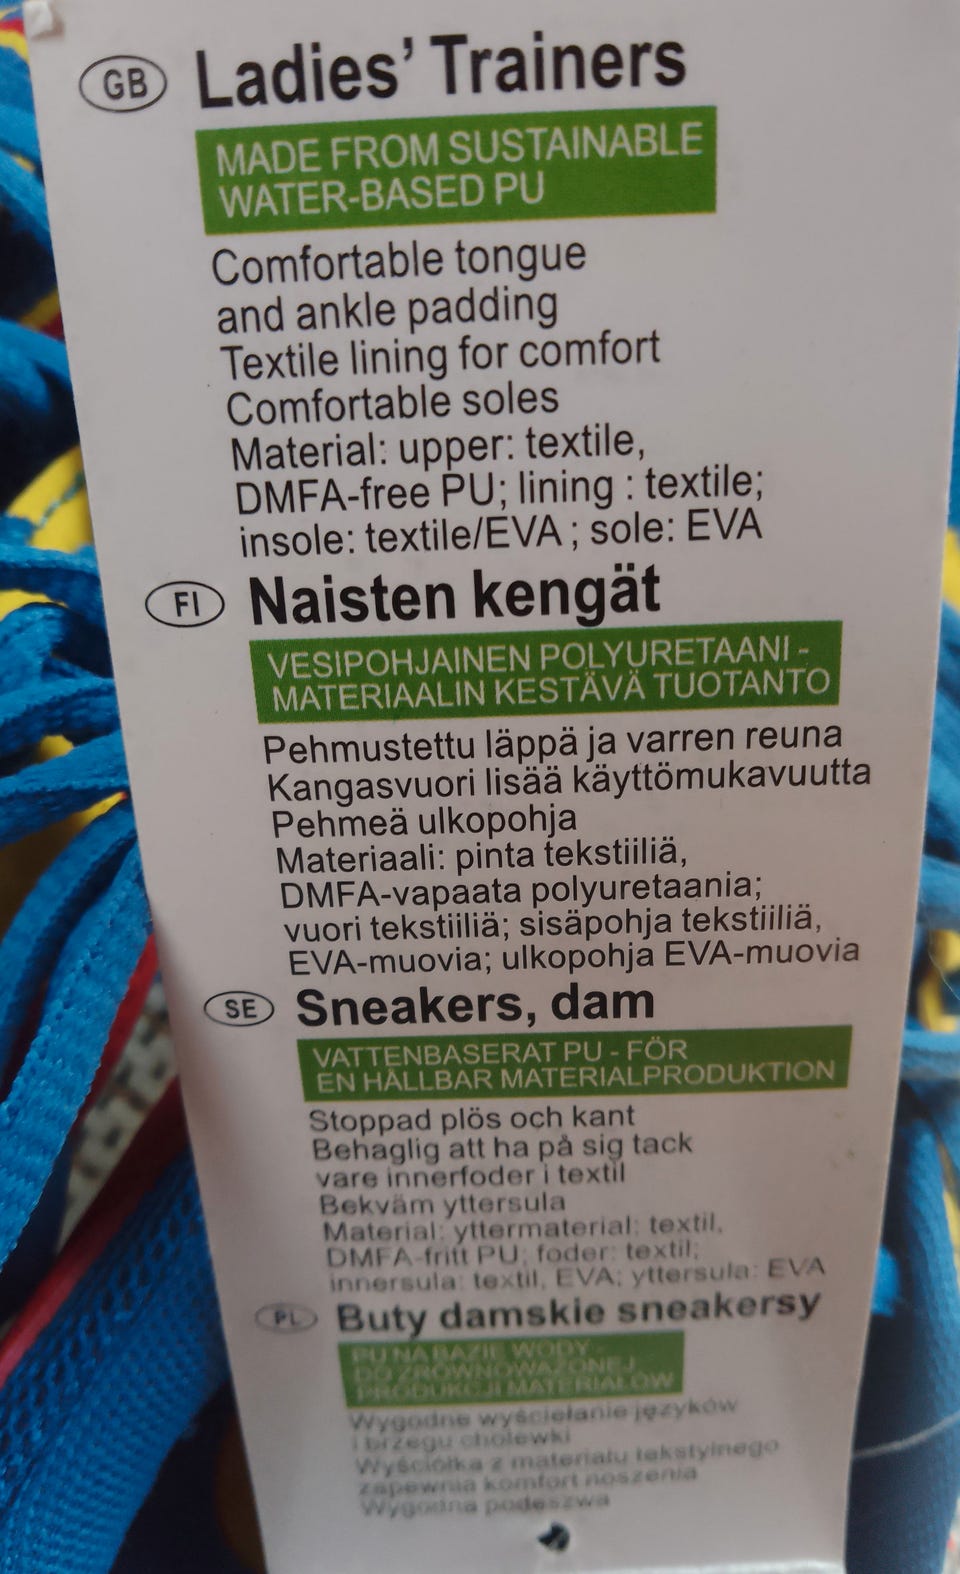 GB Ladies' Trainers
MADE FROM SUSTAINABLE
WATER-BASED PU
Comfortable tongue
and ankle padding
Textile lining for comfort
Comfortable soles
Material: upper: textile,
DMFA-free PU; lining : textile;
insole: textile/EVA ; sole: EVA
FI Naisten kengät
VESIPOHJAINEN POLYURETAANI -
MATERIAALIN KESTÄVÄ TUOTANTO
Pehmustettu läppä ja varren reuna
Kangasvuori lisää käyttömukavuutta
Pehmeä ulkopohja
Materiaali: pinta tekstiiliä,
DMFA-vapaata polyuretaania;
vuori tekstiiliä; sisäpohja tekstiiliä,
EVA-muovia; ulkopohja EVA-muovia
SE Sneakers, dam
VATTENBASERAT PU - FÖR
EN HÅLLBAR MATERIALPRODUKTION
Stoppad plös och kant
Behaglig att ha på sig tack
vare innerfoder i textil
Bekväm yttersula
Material: yttermaterial: textil,
DMFA-fritt PU; foder: textil;
innersula: textil, EVA; yttersula: EVA
PL Buty damskie sneakersy
PU NA BAZIE WODY -
DO ZRÓWNOWAŻONEJ
PRODUKCJI MATERIAŁÓW
Wygodne wyściełanie języków
i brzegu cholewki
Wyściółka z materiału tekstylnego
zapewnia komfort noszenia
Wygodna podeszwa